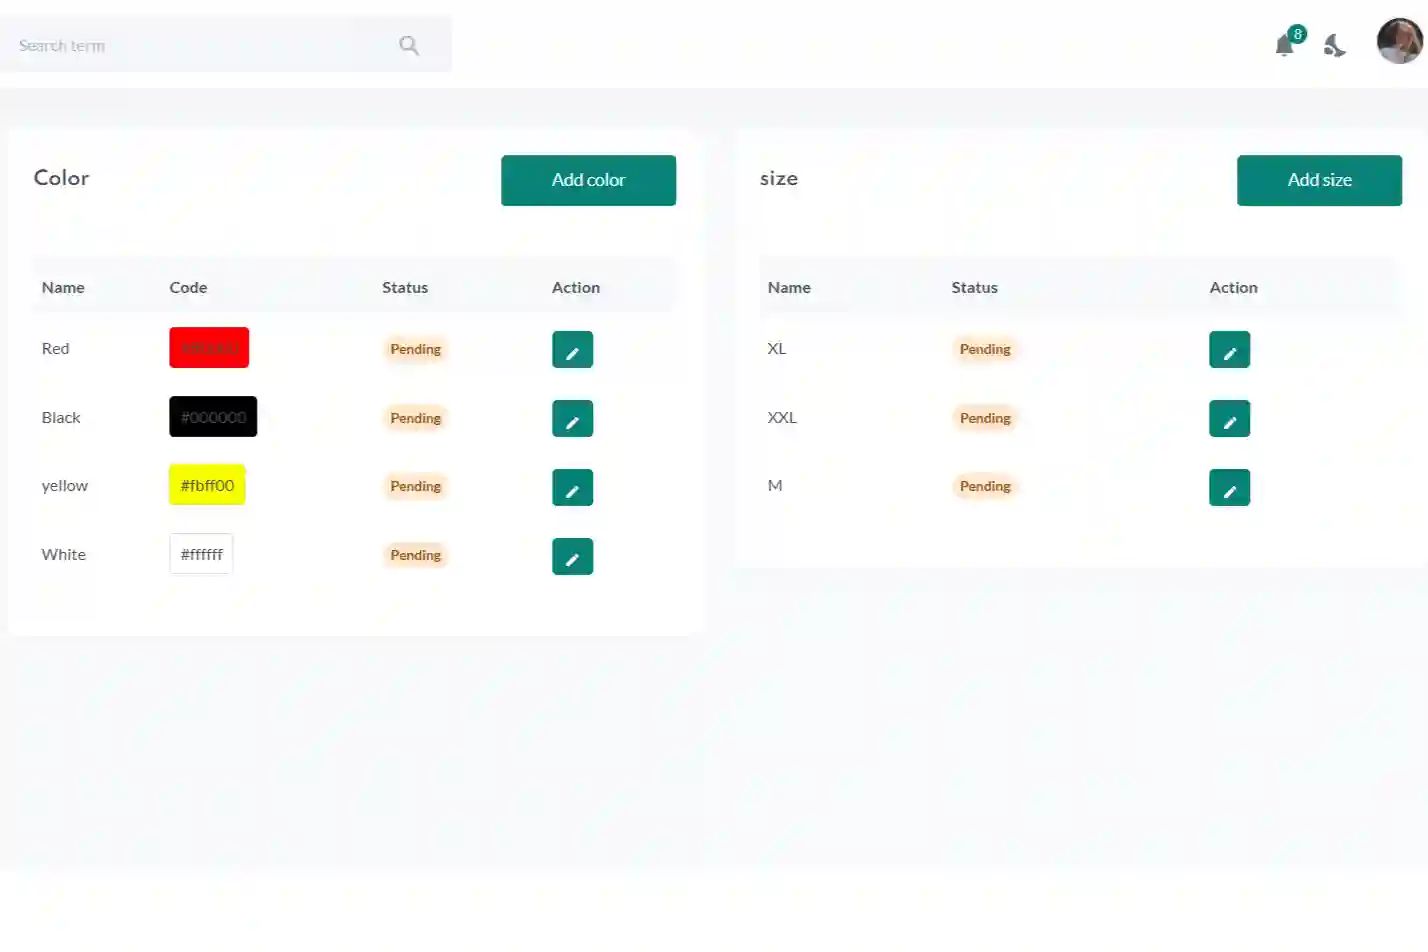 Search term
8
Color
Add color
Name Code Status Action
Red Pending
Black #000000 Pending
yellow #fbff00 Pending
White #ffffff Pending
size
Add size
Name Status Action
XL Pending
XXL Pending
M Pending